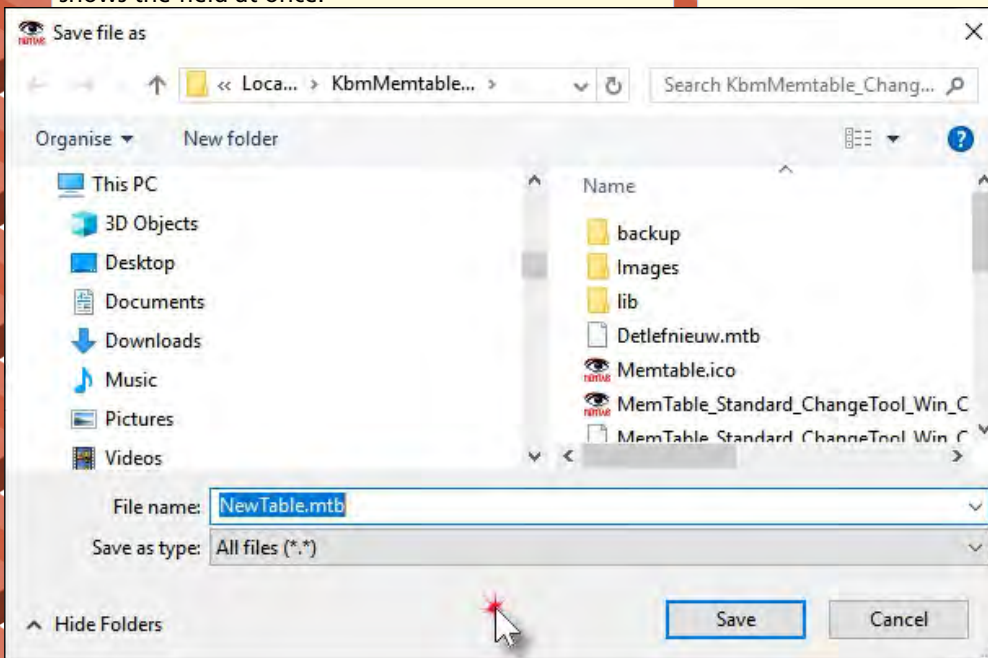 shows the field at once.
Save file as
« Loca... › KbmMemtable... ›
Search KbmMemtable_Chang...
Organise
New folder
This PC
3D Objects
Desktop
Documents
Downloads
Music
Pictures
Videos
Name
backup
Images
lib
Detlefnieuw.mtb
Memtable.ico
MemTable_Standard_ChangeTool_Win_C
MemTable_Standard_ChangeTool_Win_C
File name: NewTable.mtb
Save as type: All files (*.*)
Hide Folders
Save
Cancel